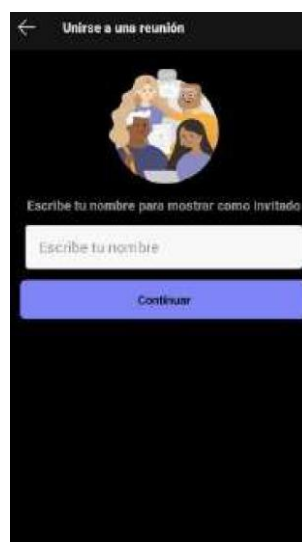 Unirse a una reunión
Escribe tu nombre para mostrar como invitado
Escribe tu nombre
Continuar